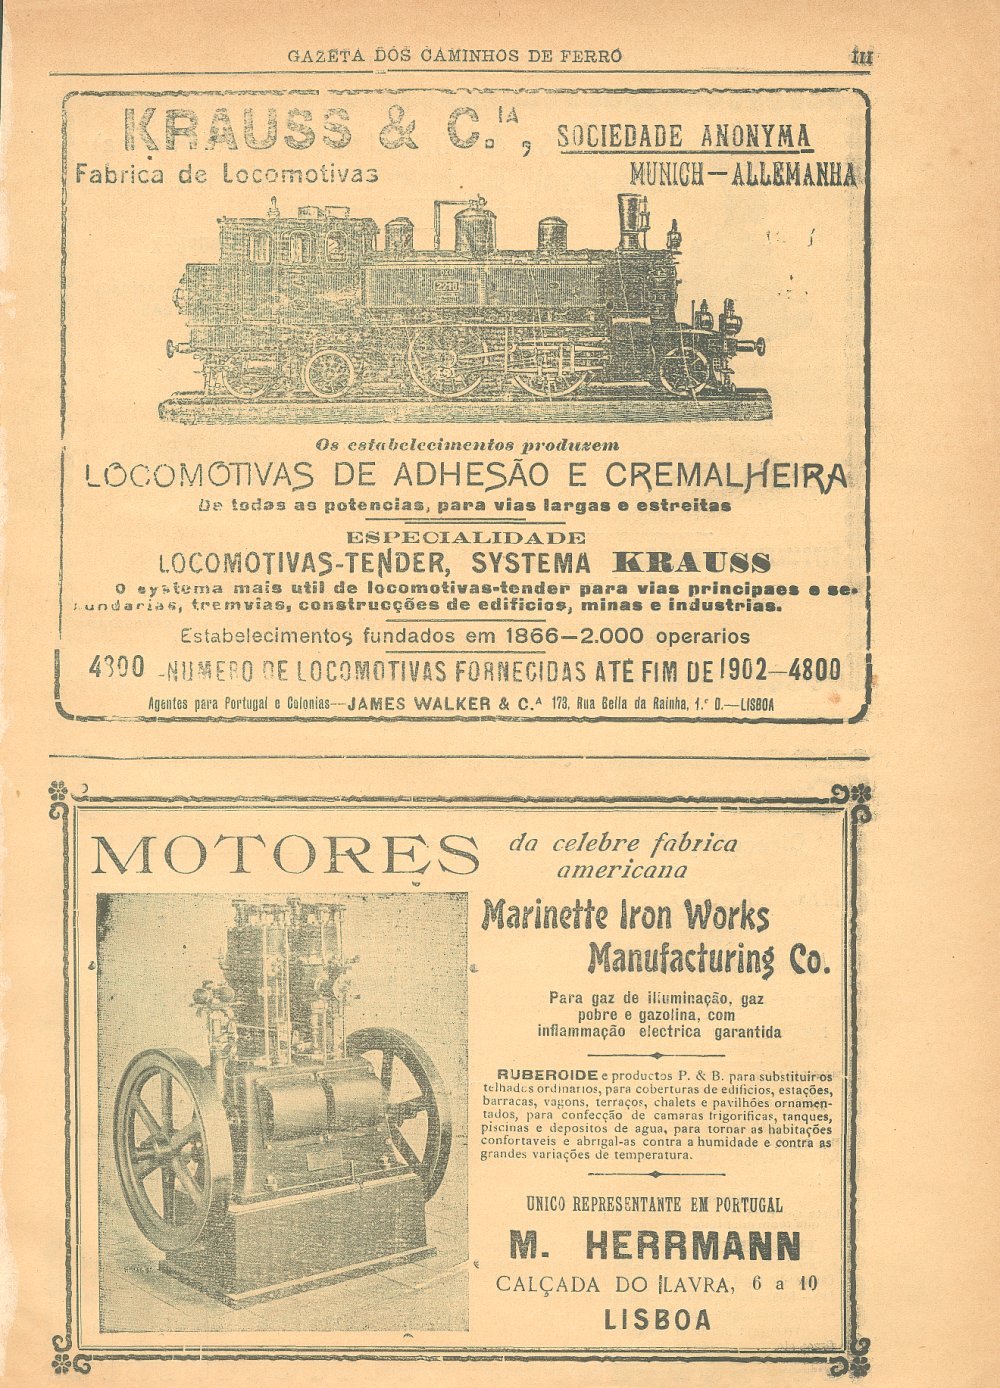 GAZETA DOS CAMINHOS DE FERRO
III
KRAUSS & C.IA, SOCIEDADE ANONYMA
Fabrica de Locomotivas
MUNICH—ALLEMANHA
2210
Os estabelecimentos produzem
LOCOMOTIVAS DE ADHESÃO E CREMALHEIRA
De todas as potencias, para vias largas e estreitas
ESPECIALIDADE
LOCOMOTIVAS-TENDER, SYSTEMA KRAUSS
O systema mais util de locomotivas-tender para vias principaes e se-
cundarias, tremvias, construcções de edificios, minas e industrias.
Estabelecimentos fundados em 1866—2.000 operarios
4300 -NUMERO DE LOCOMOTIVAS FORNECIDAS ATÉ FIM DE 1902—4800
Agentes para Portugal e Colonias—JAMES WALKER & C.A 173, Rua Bella da Rainha, 1.º D.—LISBOA
MOTORES da celebre fabrica
americana
Marinette Iron Works
Manufacturing Co.
Para gaz de illuminação, gaz
pobre e gazolina, com
inflammação electrica garantida
RUBEROIDE e productos P. & B. para substituir os
telhados ordinarios, para coberturas de edificios, estações,
barracas, vagons, terraços, chalets e pavilhões ornamen-
tados, para confecção de camaras frigorificas, tanques,
piscinas e depositos de agua, para tornar as habitações
confortaveis e abrigal-as contra a humidade e contra as
grandes variações de temperatura.
UNICO REPRESENTANTE EM PORTUGAL
M. HERRMANN
CALÇADA DO LAVRA, 6 a 10
LISBOA